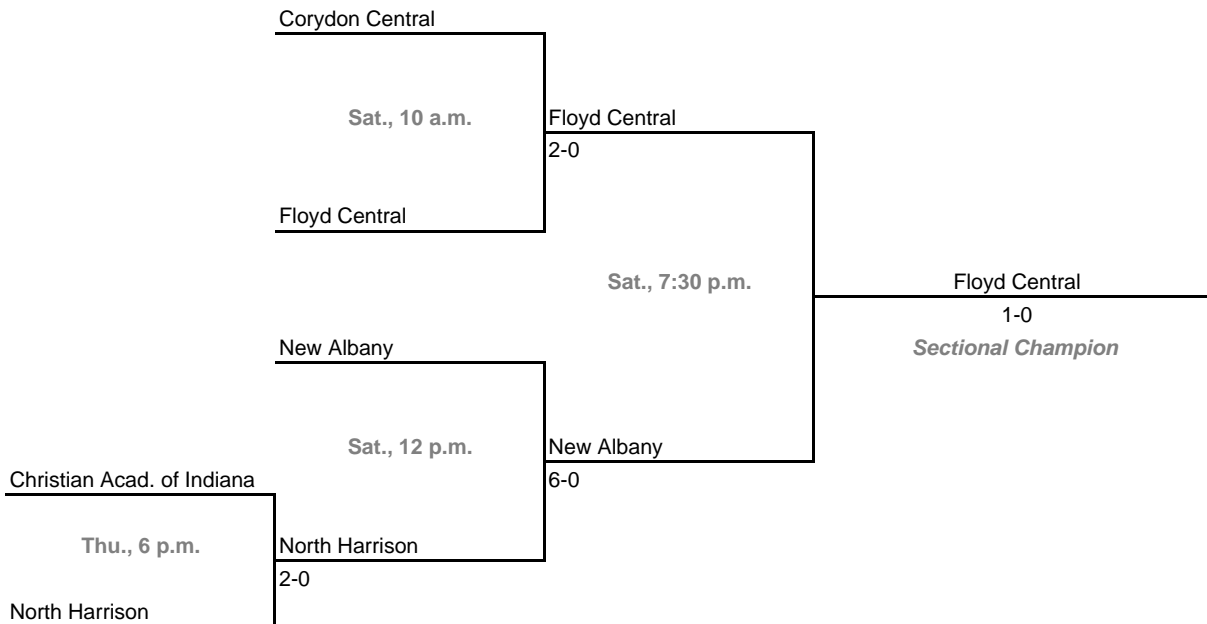 Corydon Central
Sat., 10 a.m.
Floyd Central
2-0
Floyd Central
Sat., 7:30 p.m.
Floyd Central
1-0
New Albany
Sectional Champion
Sat., 12 p.m.
New Albany
Christian Acad. of Indiana
6-0
Thu., 6 p.m.
North Harrison
2-0
North Harrison